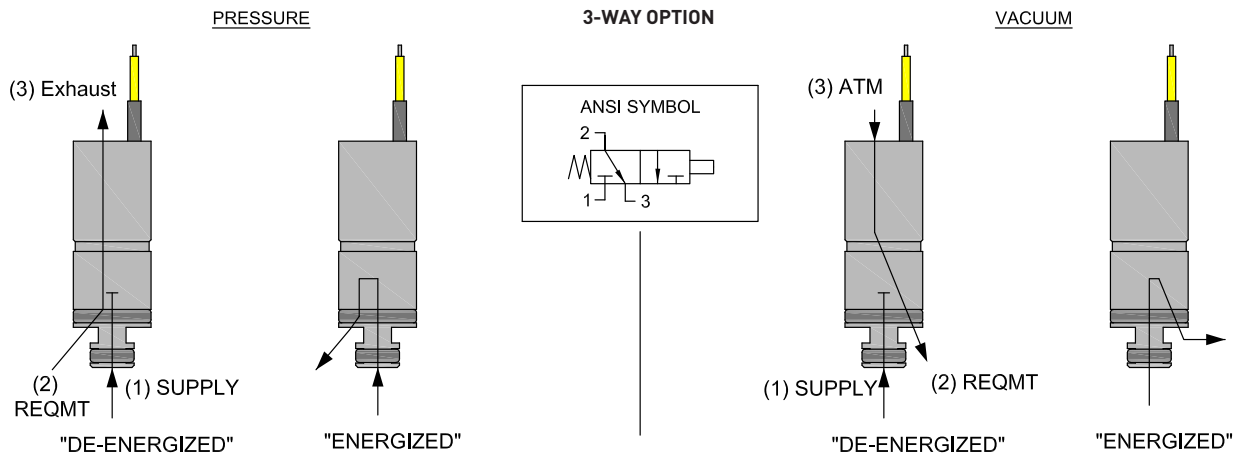 PRESSURE
3-WAY OPTION
VACUUM
(3) Exhaust
(2)
REQMT
(1) SUPPLY
"DE-ENERGIZED"
"ENERGIZED"
ANSI SYMBOL
2
1
3
(3) ATM
(1) SUPPLY
(2) REQMT
"DE-ENERGIZED"
"ENERGIZED"